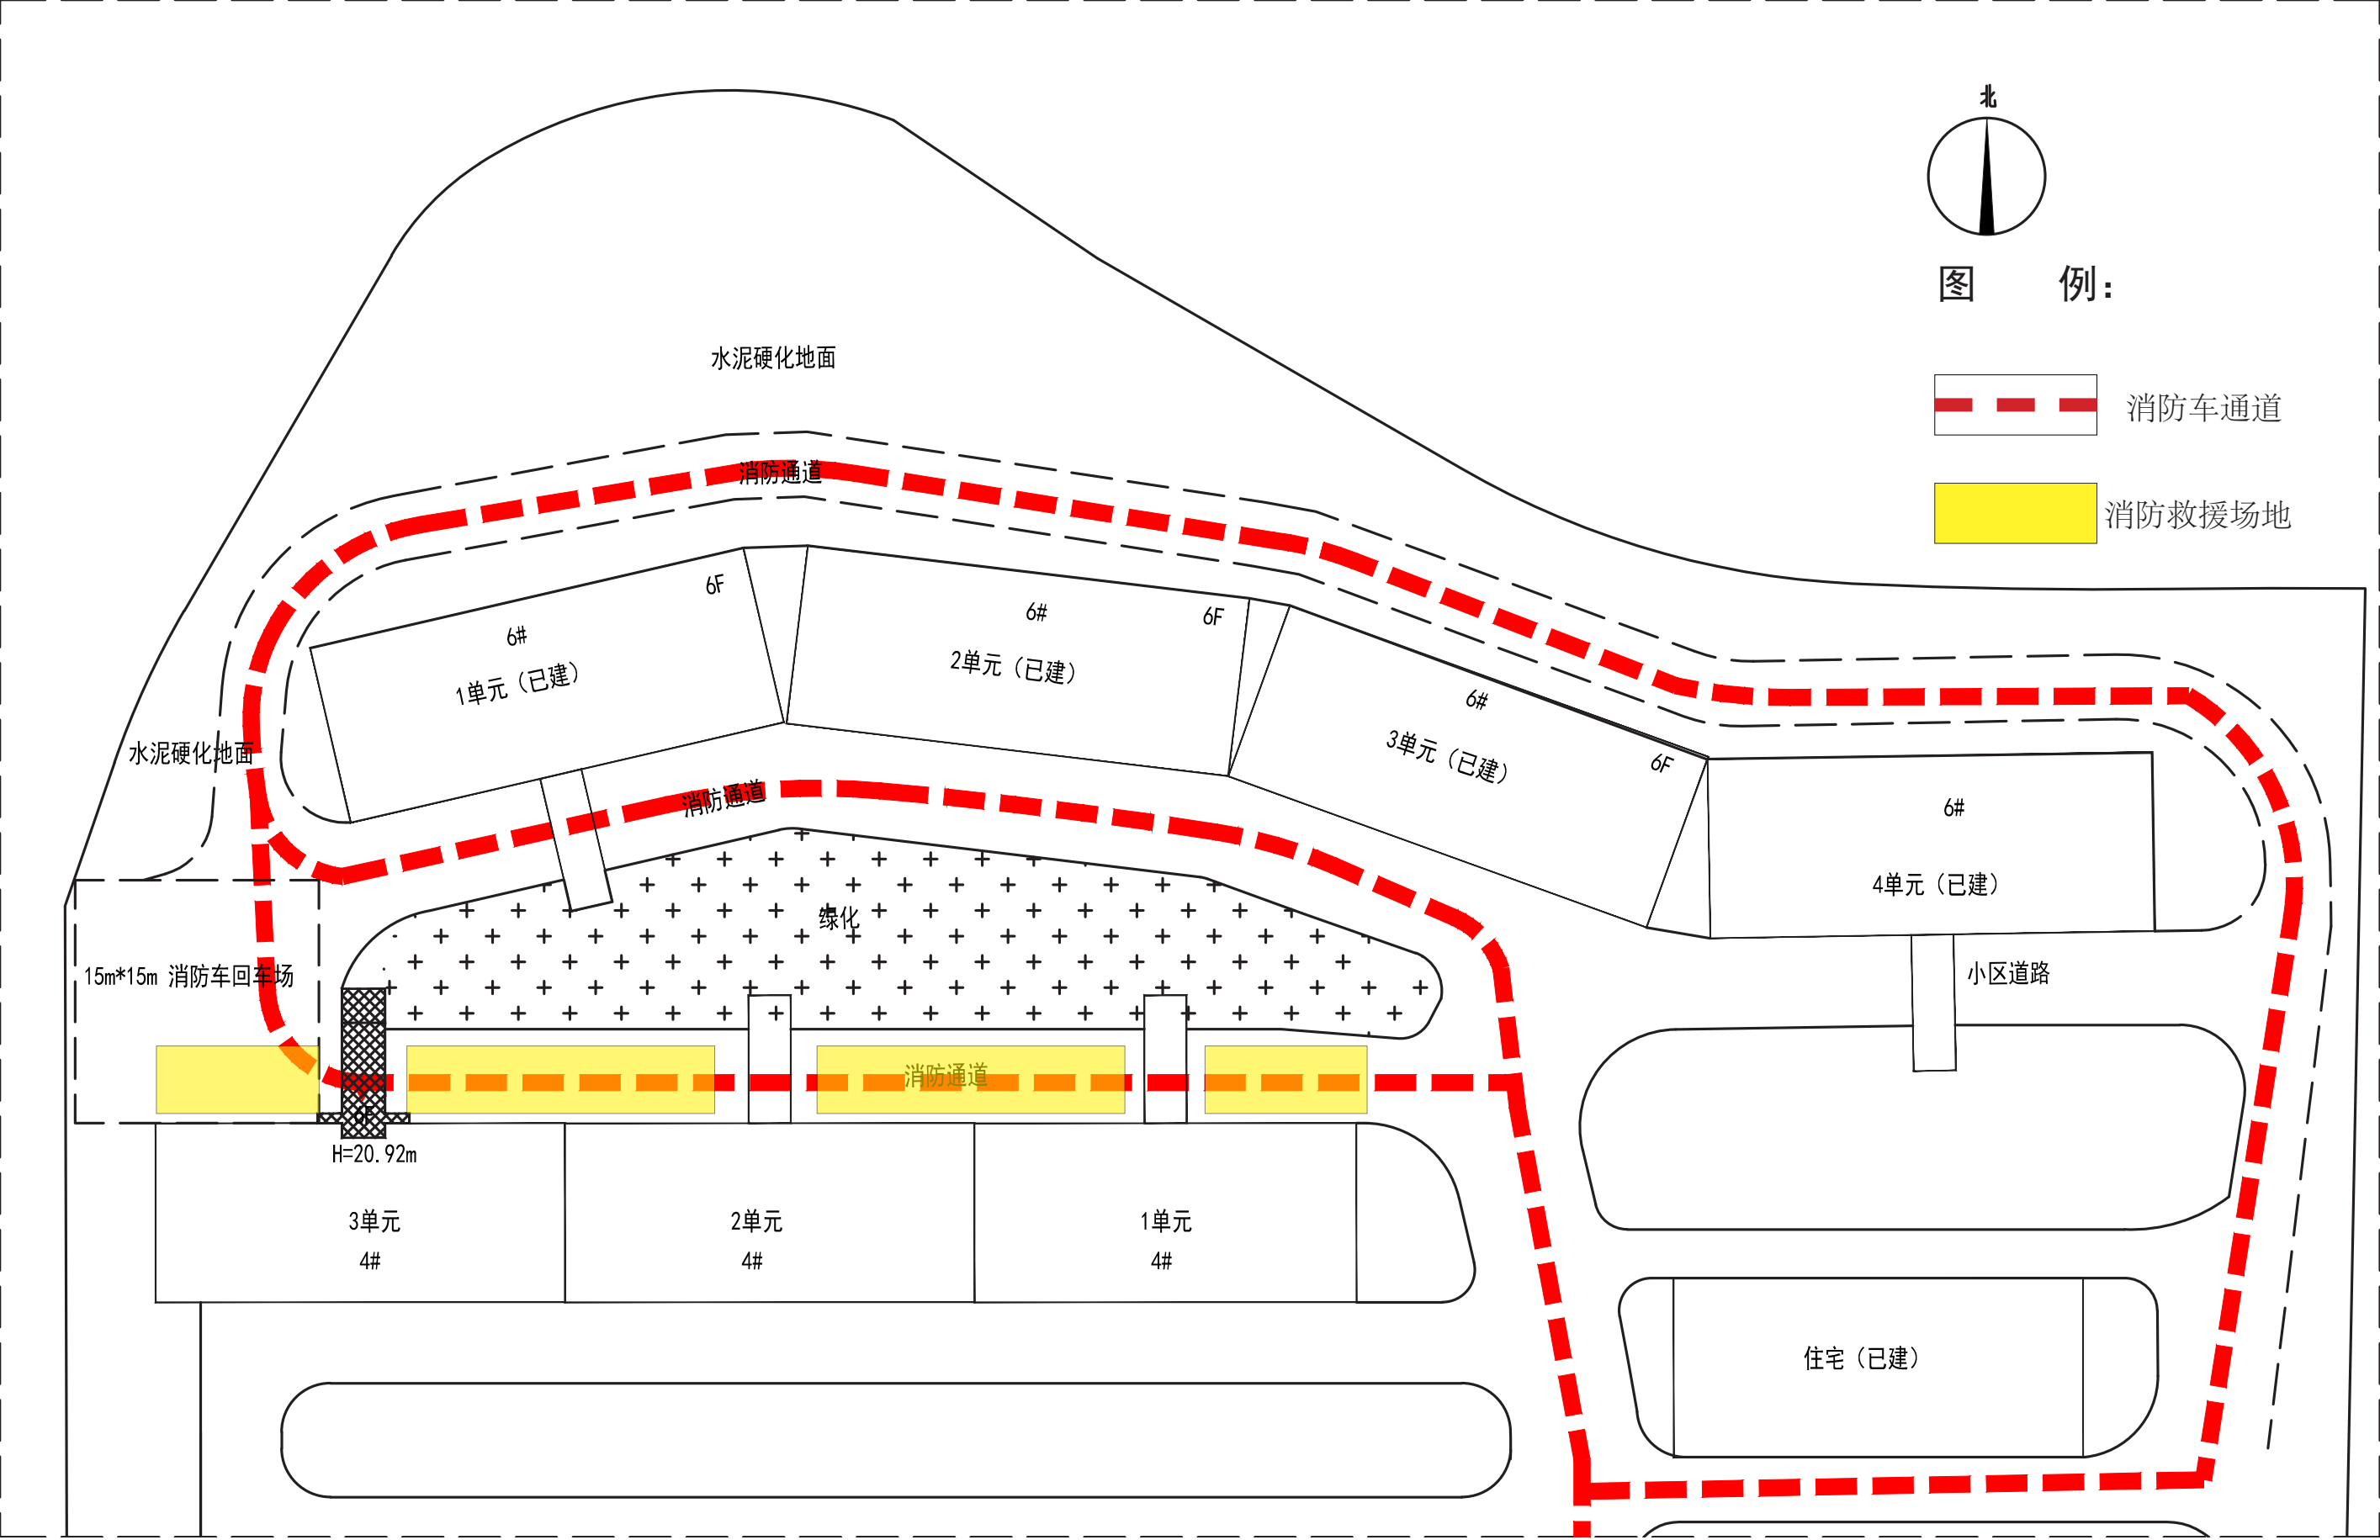 北
图 例:
消防车通道
消防救援场地
水泥硬化地面
消防通道
6F
6#
1单元（已建）
6#
6F
2单元（已建）
6#
3单元（已建）
6F
6#
4单元（已建）
水泥硬化地面
消防通道
绿化
小区道路
15m*15m 消防车回车场
消防通道
H=20.92m
3单元
4#
2单元
4#
1单元
4#
住宅（已建）